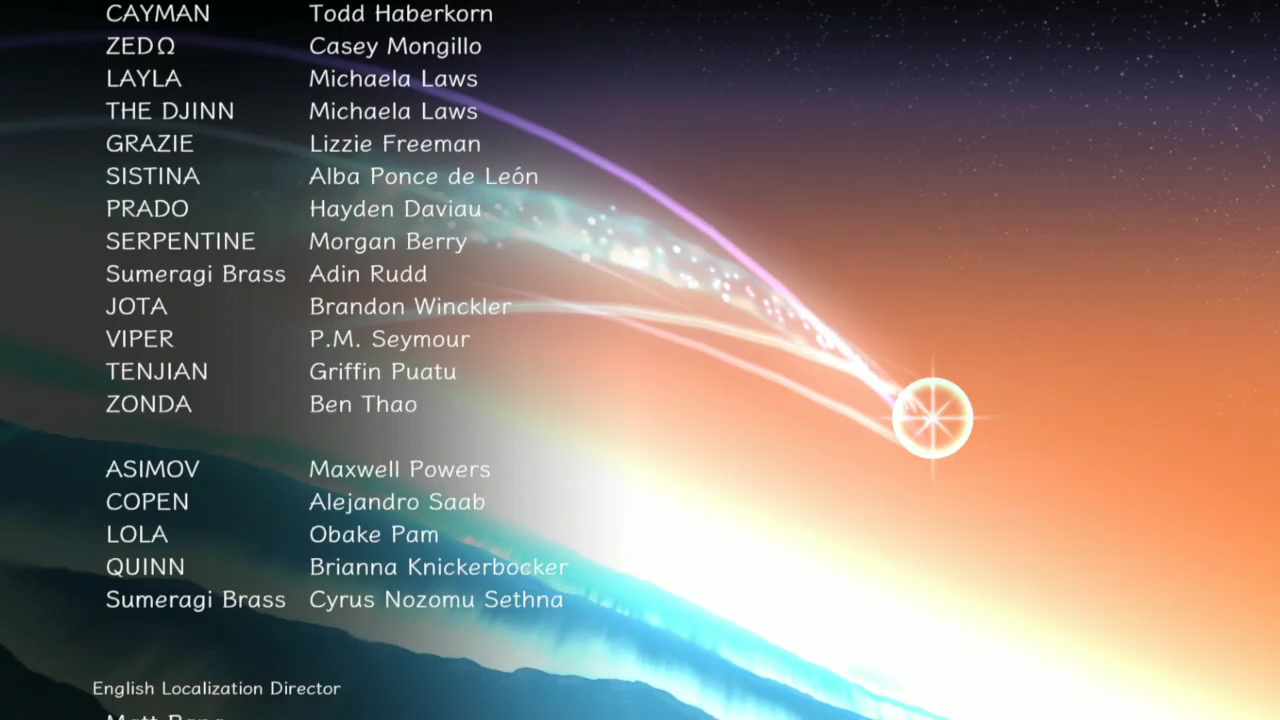 CAYMAN Todd Haberkorn
ZEDΩ Casey Mongillo
LAYLA Michaela Laws
THE DJINN Michaela Laws
GRAZIE Lizzie Freeman
SISTINA Alba Ponce de León
PRADO Hayden Daviau
SERPENTINE Morgan Berry
Sumeragi Brass Adin Rudd
JOTA Brandon Winckler
VIPER P.M. Seymour
TENJIAN Griffin Puatu
ZONDA Ben Thao
ASIMOV Maxwell Powers
COPEN Alejandro Saab
LOLA Obake Pam
QUINN Brianna Knickerbocker
Sumeragi Brass Cyrus Nozomu Sethna
English Localization Director